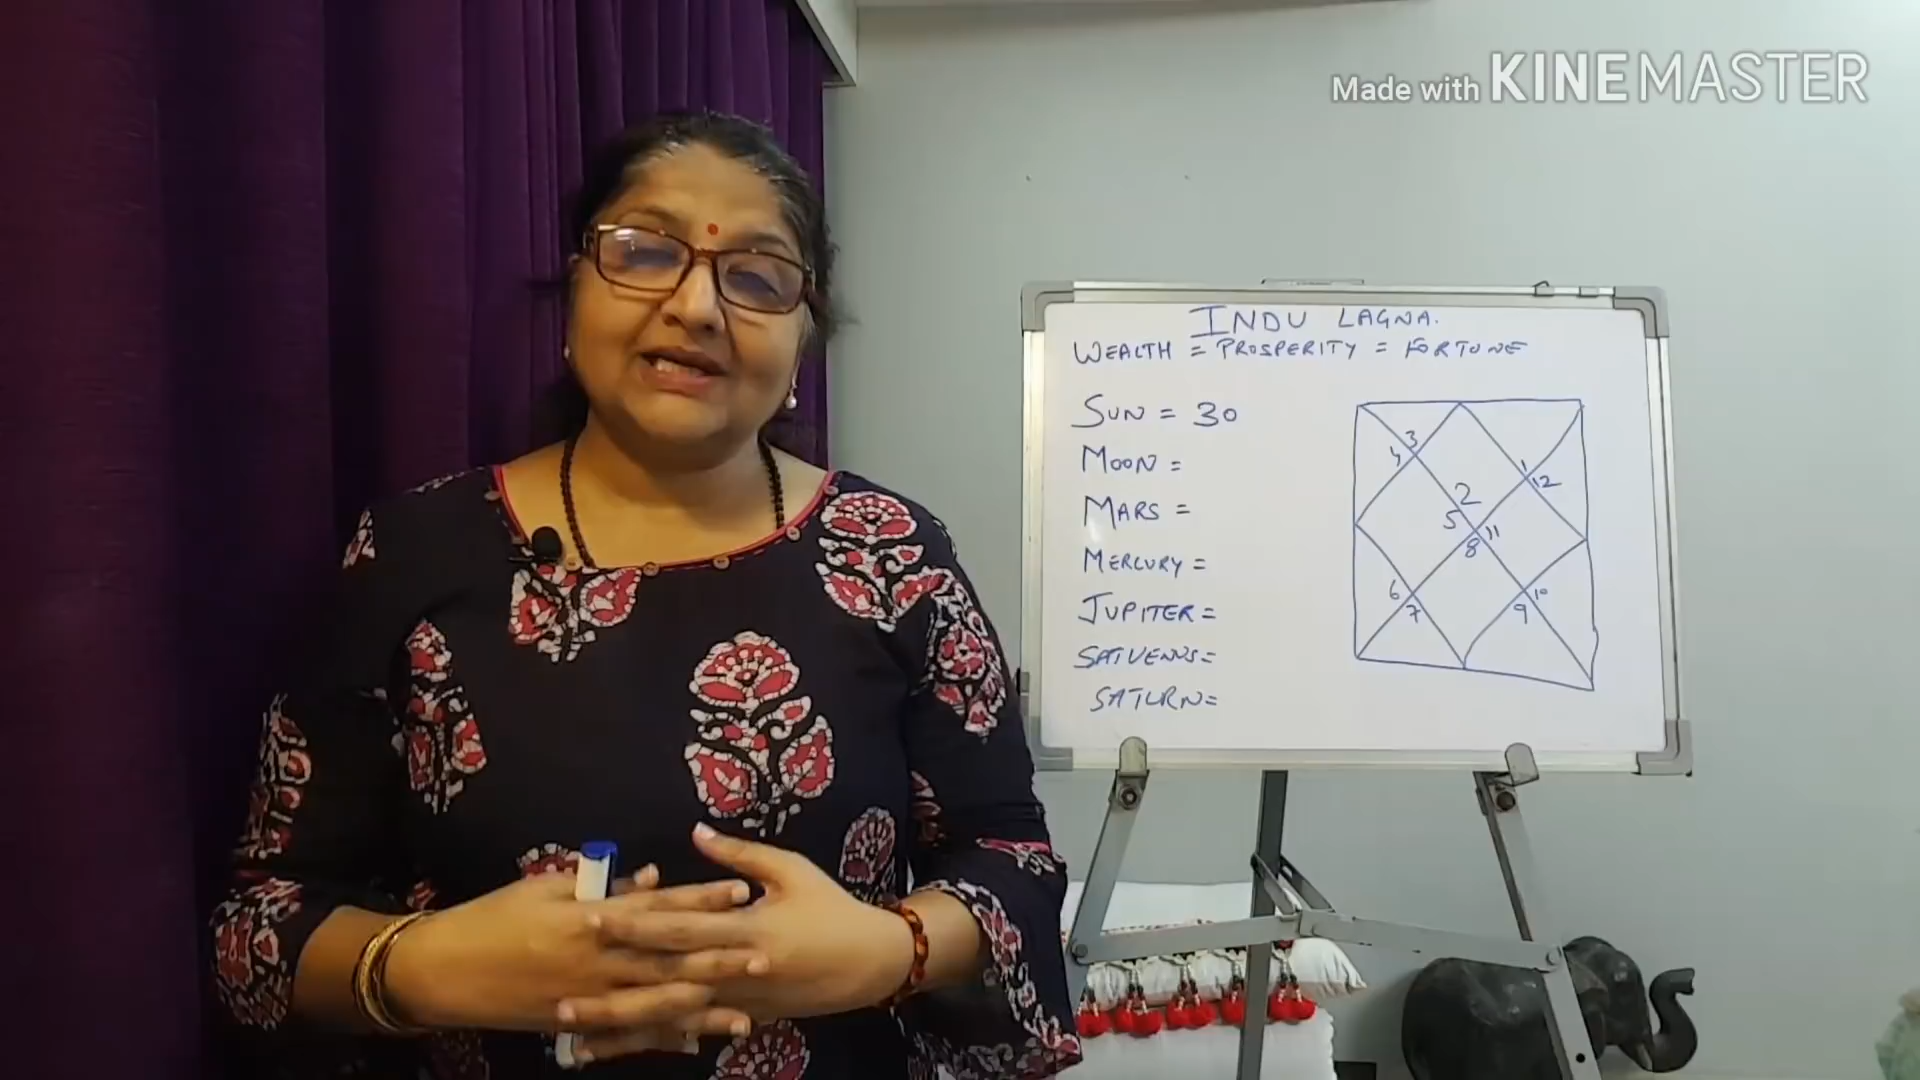 Made with KINEMASTER
INDU LAGNA.
WEALTH = PROSPERITY = FORTUNE
SUN = 30
MOON =
MARS =
MERCURY =
JUPITER =
SATVENUS =
SATURN =
3
4
1
12
2
5
11
8
6
7
10
9